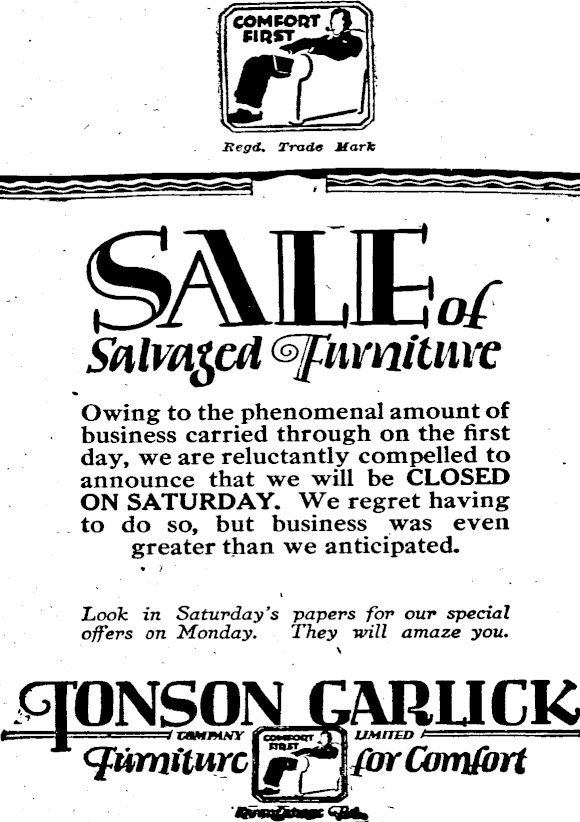 COMFORT
FIRST
Regd. Trade Mark
SALE of
Salvaged Furniture
Owing to the phenomenal amount of
business carried through on the first
day, we are reluctantly compelled to
announce that we will be CLOSED
ON SATURDAY. We regret having
to do so, but business was even
greater than we anticipated.
Look in Saturday's papers for our special
offers on Monday. They will amaze you.
TONSON GARLICK
COMPANY LIMITED
COMFORT
FIRST
Furniture for Comfort